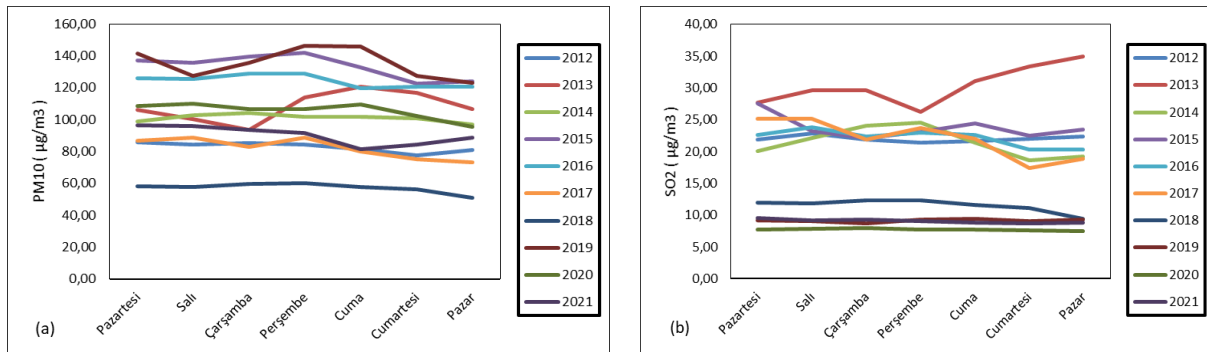 160,00
140,00
120,00
100,00
80,00
60,00
40,00
20,00
0,00
PM10 ( µg/m3 )
Pazartesi
Salı
Çarşamba
Perşembe
Cuma
Cumartesi
Pazar
(a)
2012
2013
2014
2015
2016
2017
2018
2019
2020
2021
40,00
35,00
30,00
25,00
20,00
15,00
10,00
5,00
0,00
SO2 ( µg/m3 )
Pazartesi
Salı
Çarşamba
Perşembe
Cuma
Cumartesi
Pazar
(b)
2012
2013
2014
2015
2016
2017
2018
2019
2020
2021